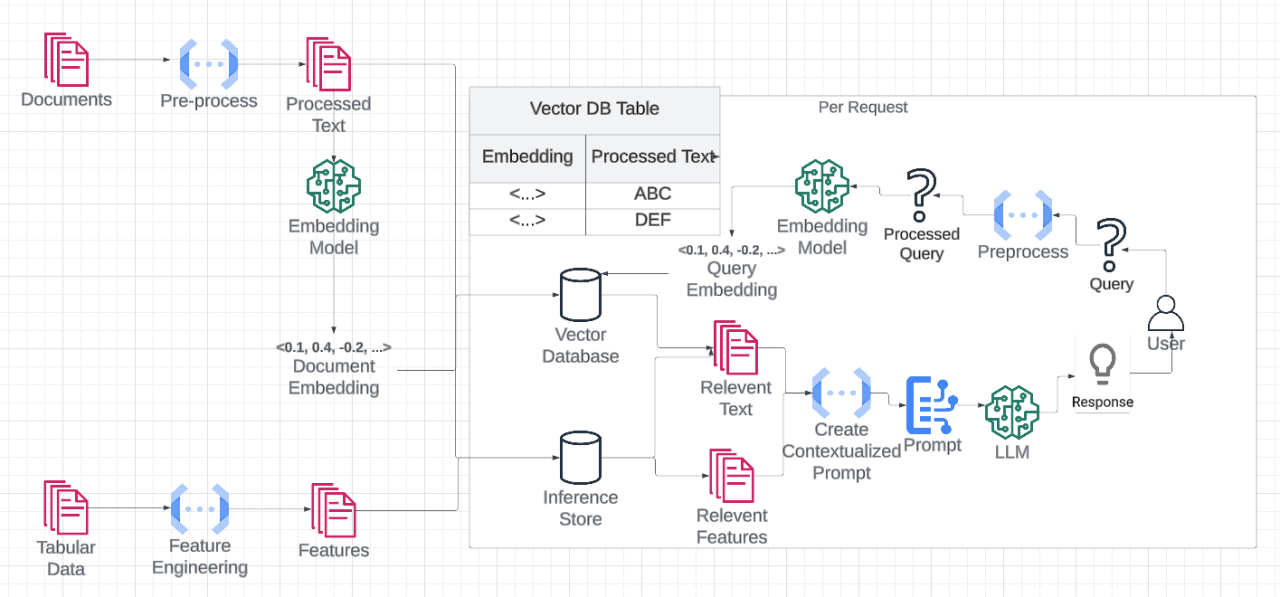 Documents
Pre-process
Processed
Text
Embedding
Model
<0.1, 0.4, -0.2, ...>
Document
Embedding
Tabular
Data
Feature
Engineering
Features
Vector DB Table
Embedding
Processed Text
<...>
ABC
<...>
DEF
Per Request
Embedding
Model
Processed
Query
Preprocess
Query
User
<0.1, 0.4, -0.2, ...>
Query
Embedding
Vector
Database
Relevent
Text
Inference
Store
Relevent
Features
Create
Contextualized
Prompt
Prompt
LLM
Response